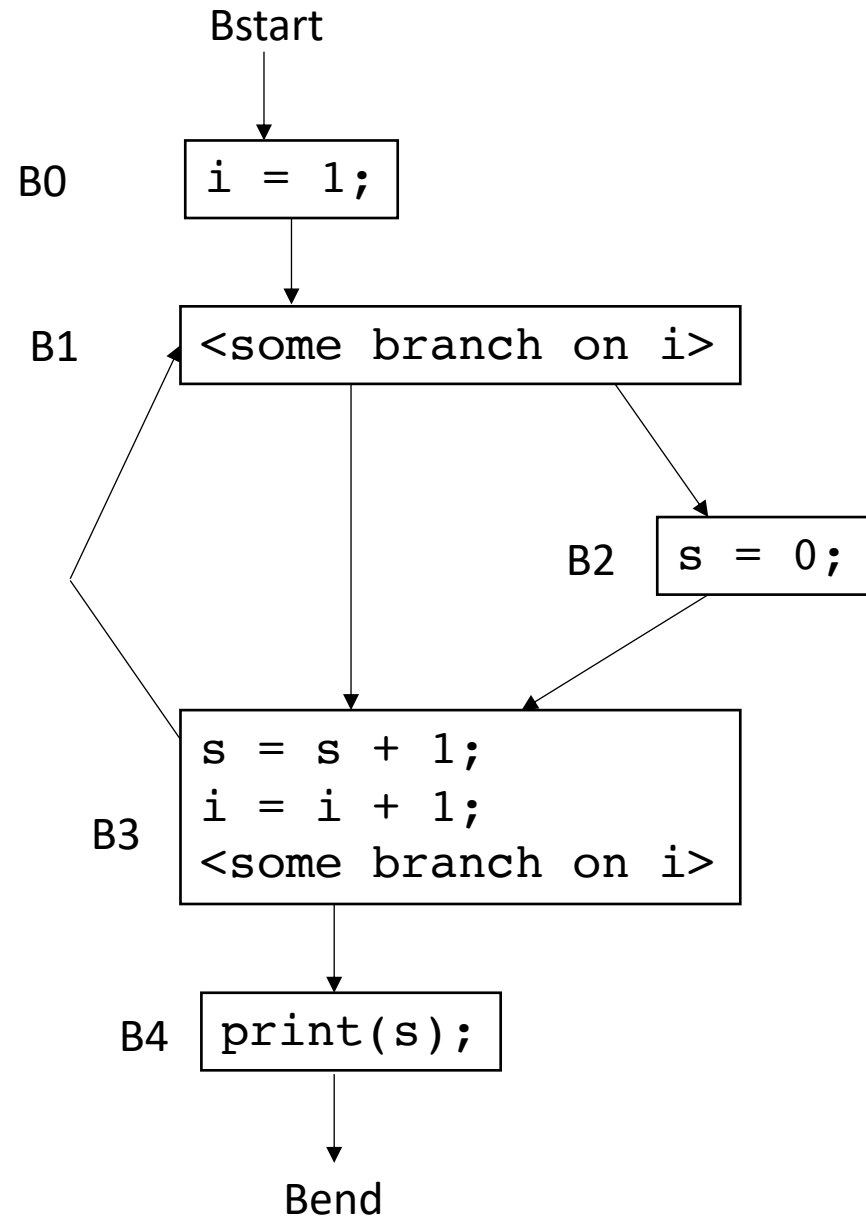 Bstart
B0
i = 1;
B1
<some branch on i>
B2
s = 0;
B3
s = s + 1;
i = i + 1;
<some branch on i>
B4
print(s);
Bend